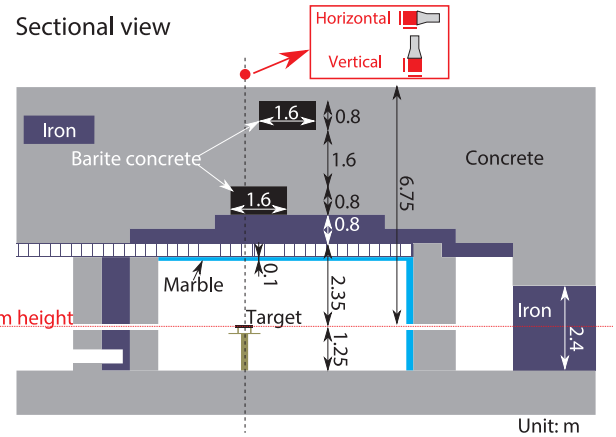 Sectional view
Horizontal
Vertical
Iron
1.6
0.8
Barite concrete
1.6
Concrete
6.75
1.6
0.8
0.8
Marble
0.1
2.35
m height
Target
Iron
1.25
2.4
Unit: m